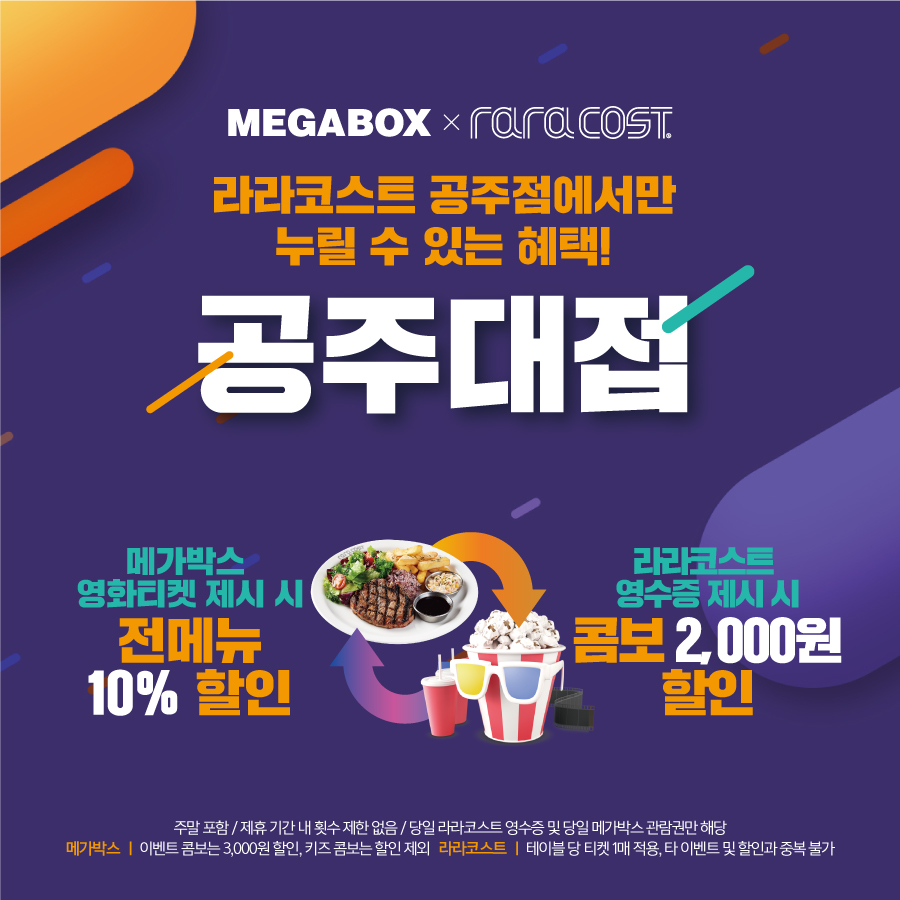 MEGABOX × rara COST
라라코스트 공주점에서만
누릴 수 있는 혜택!
공주대접
메가박스
영화티켓 제시 시
전메뉴
10% 할인
라라코스트
영수증 제시 시
콤보 2,000원
할인
주말 포함 / 제휴 기간 내 횟수 제한 없음 / 당일 라라코스트 영수증 및 당일 메가박스 관람권만 해당
메가박스 | 이벤트 콤보는 3,000원 할인, 키즈 콤보는 할인 제외 라라코스트 | 테이블 당 티켓 1매 적용, 타 이벤트 및 할인과 중복 불가